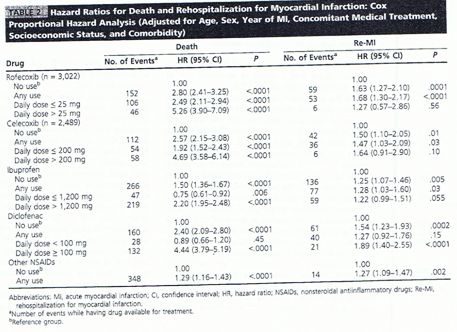 TABLE 2 Hazard Ratios for Death and Rehospitalization for Myocardial Infarction: Cox
Proportional Hazard Analysis (Adjusted for Age, Sex, Year of MI, Concomitant Medical Treatment,
Socioeconomic Status, and Comorbidity)
Death Re-MI
Drug No. of Eventsᵃ HR (95% CI) P No. of Eventsᵃ HR (95% CI) P
Rofecoxib (n = 3,022)
No useᵇ 1.00 1.00
Any use 152 2.80 (2.41–3.25) <.0001 59 1.63 (1.27–2.10) .0001
Daily dose ≤ 25 mg 106 2.49 (2.11–2.94) <.0001 53 1.68 (1.30–2.17) <.0001
Daily dose > 25 mg 46 5.26 (3.90–7.09) <.0001 6 1.27 (0.57–2.86) .56
Celecoxib (n = 2,489)
No useᵇ 1.00 1.00
Any use 112 2.57 (2.15–3.08) <.0001 42 1.50 (1.10–2.05) .01
Daily dose ≤ 200 mg 54 1.92 (1.52–2.43) <.0001 36 1.47 (1.03–2.09) .03
Daily dose > 200 mg 58 4.69 (3.58–6.14) <.0001 6 1.64 (0.91–2.90) .10
Ibuprofen
No useᵇ 1.00 1.00
Any use 266 1.50 (1.36–1.67) <.0001 136 1.25 (1.07–1.46) .005
Daily dose ≤ 1,200 mg 47 0.75 (0.61–0.92) .006 77 1.28 (1.03–1.60) .03
Daily dose > 1,200 mg 219 2.20 (1.95–2.48) <.0001 59 1.22 (0.99–1.51) .055
Diclofenac
No useᵇ 1.00 1.00
Any use 160 2.40 (2.09–2.80) <.0001 61 1.54 (1.23–1.93) .0002
Daily dose < 100 mg 28 0.89 (0.66–1.20) .45 40 1.27 (0.92–1.76) .15
Daily dose ≥ 100 mg 132 4.44 (3.79–5.19) <.0001 21 1.89 (1.40–2.55) <.0001
Other NSAIDs
No useᵇ 1.00 1.00
Any use 348 1.29 (1.16–1.43) <.0001 14 1.27 (1.09–1.47) .002
Abbreviations: MI, acute myocardial infarction; CI, confidence interval; HR, hazard ratio; NSAIDs, nonsteroidal antiinflammatory drugs; Re-MI,
rehospitalization for myocardial infarction.
ᵃNumber of events while having drug available for treatment.
ᵇReference group.